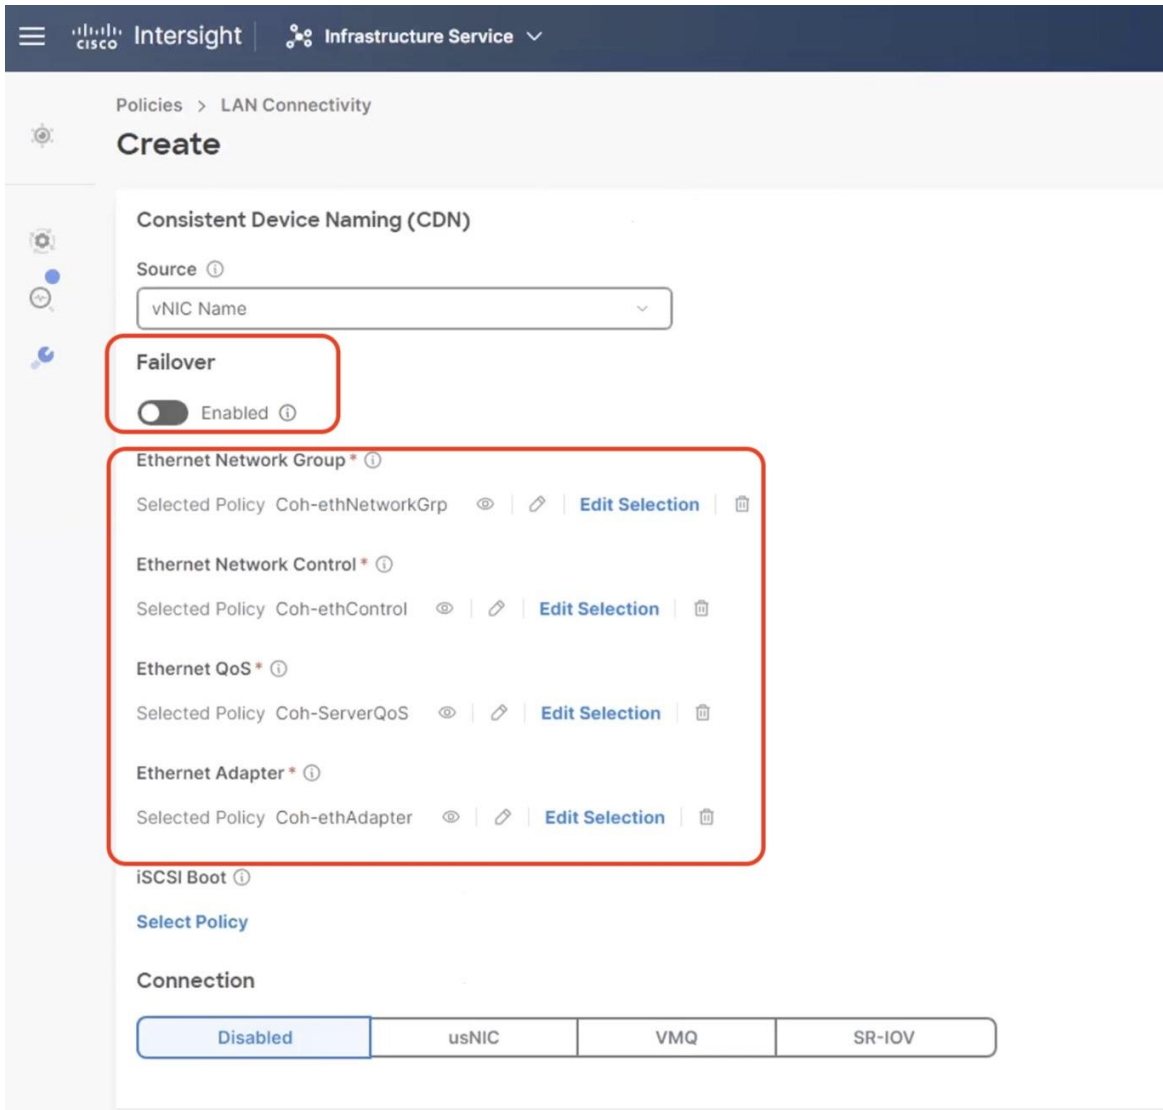 cisco Intersight Infrastructure Service
Policies > LAN Connectivity
Create
Consistent Device Naming (CDN)
Source
vNIC Name
Failover
Enabled
Ethernet Network Group *
Selected Policy Coh-ethNetworkGrp Edit Selection
Ethernet Network Control *
Selected Policy Coh-ethControl Edit Selection
Ethernet QoS *
Selected Policy Coh-ServerQoS Edit Selection
Ethernet Adapter *
Selected Policy Coh-ethAdapter Edit Selection
iSCSI Boot
Select Policy
Connection
Disabled usNIC VMQ SR-IOV